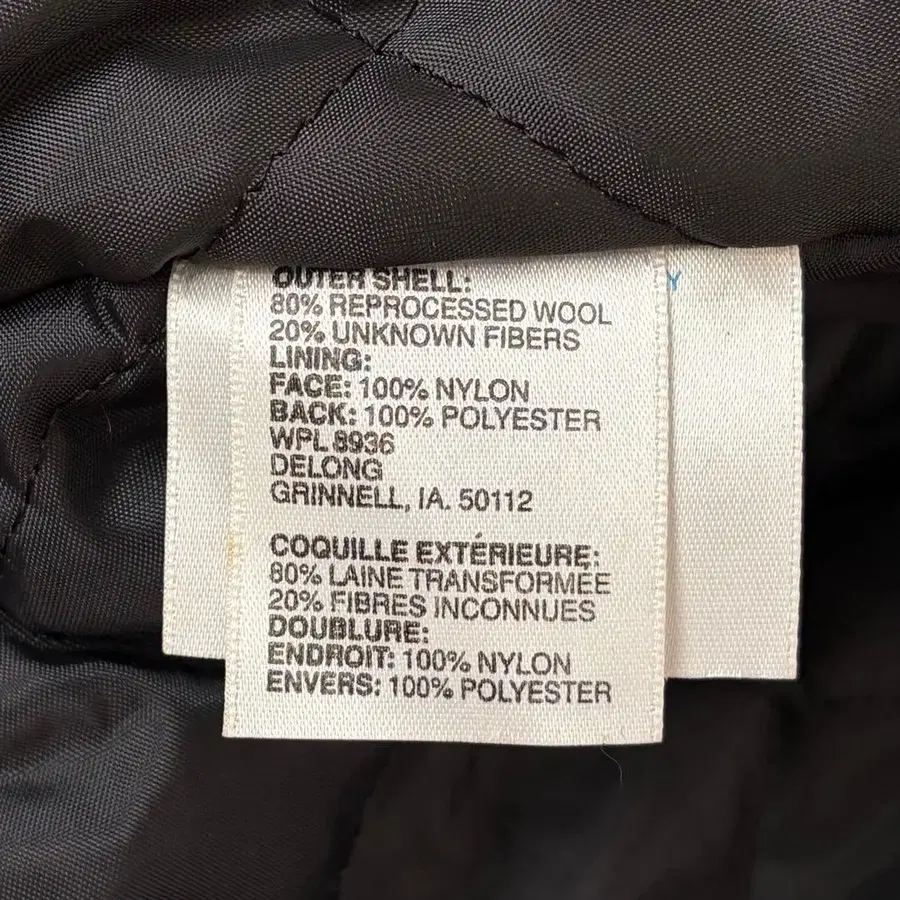 OUTER SHELL:
80% REPROCESSED WOOL
20% UNKNOWN FIBERS
LINING:
FACE: 100% NYLON
BACK: 100% POLYESTER
WPL 8936
DELONG
GRINNELL, IA. 50112
COQUILLE EXTÉRIEURE:
80% LAINE TRANSFORMÉE
20% FIBRES INCONNUES
DOUBLURE:
ENDROIT: 100% NYLON
ENVERS: 100% POLYESTER
Y